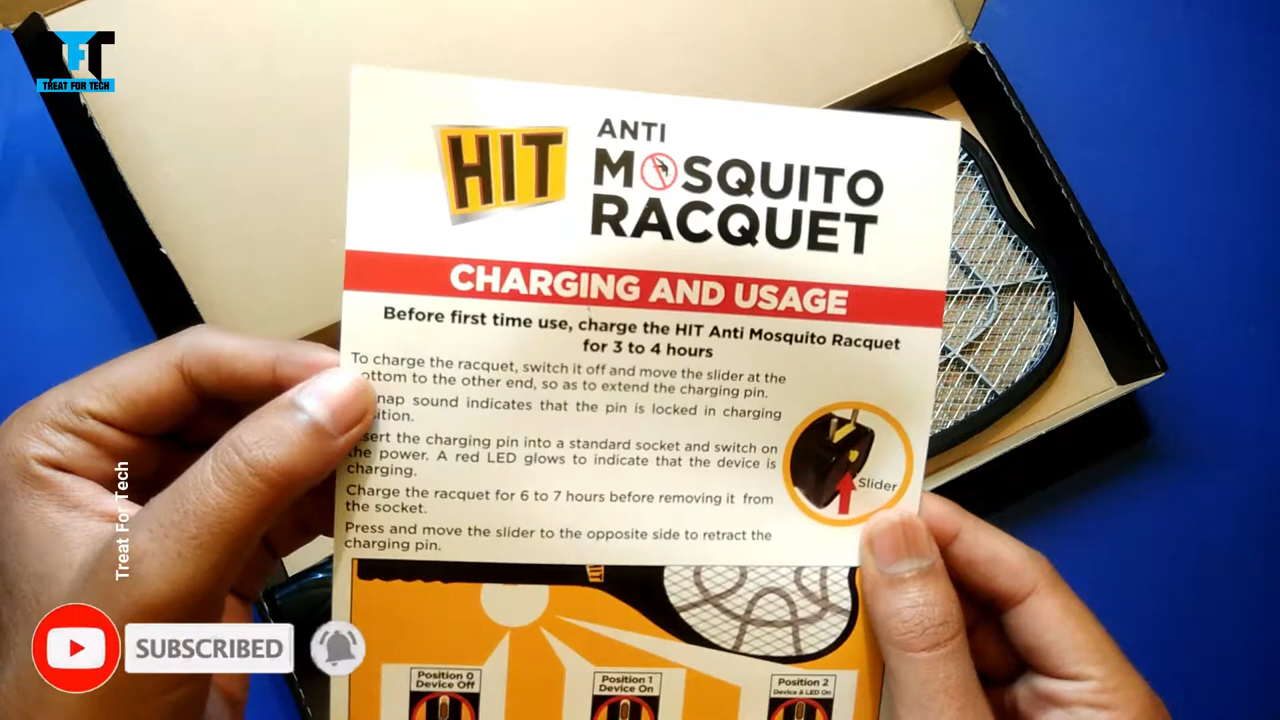 TFT
TREAT FOR TECH
HIT
ANTI
MOSQUITO
RACQUET
CHARGING AND USAGE
Before first time use, charge the HIT Anti Mosquito Racquet
for 3 to 4 hours
To charge the racquet, switch it off and move the slider at the
ottom to the other end, so as to extend the charging pin.
nap sound indicates that the pin is locked in charging
sition.
sert the charging pin into a standard socket and switch on
the power. A red LED glows to indicate that the device is
charging.
Charge the racquet for 6 to 7 hours before removing it from
the socket.
Press and move the slider to the opposite side to retract the
charging pin.
Slider
HIT
Position 0
Device Off
Position 1
Device On
Position 2
Device & LED On
Treat For Tech
SUBSCRIBED